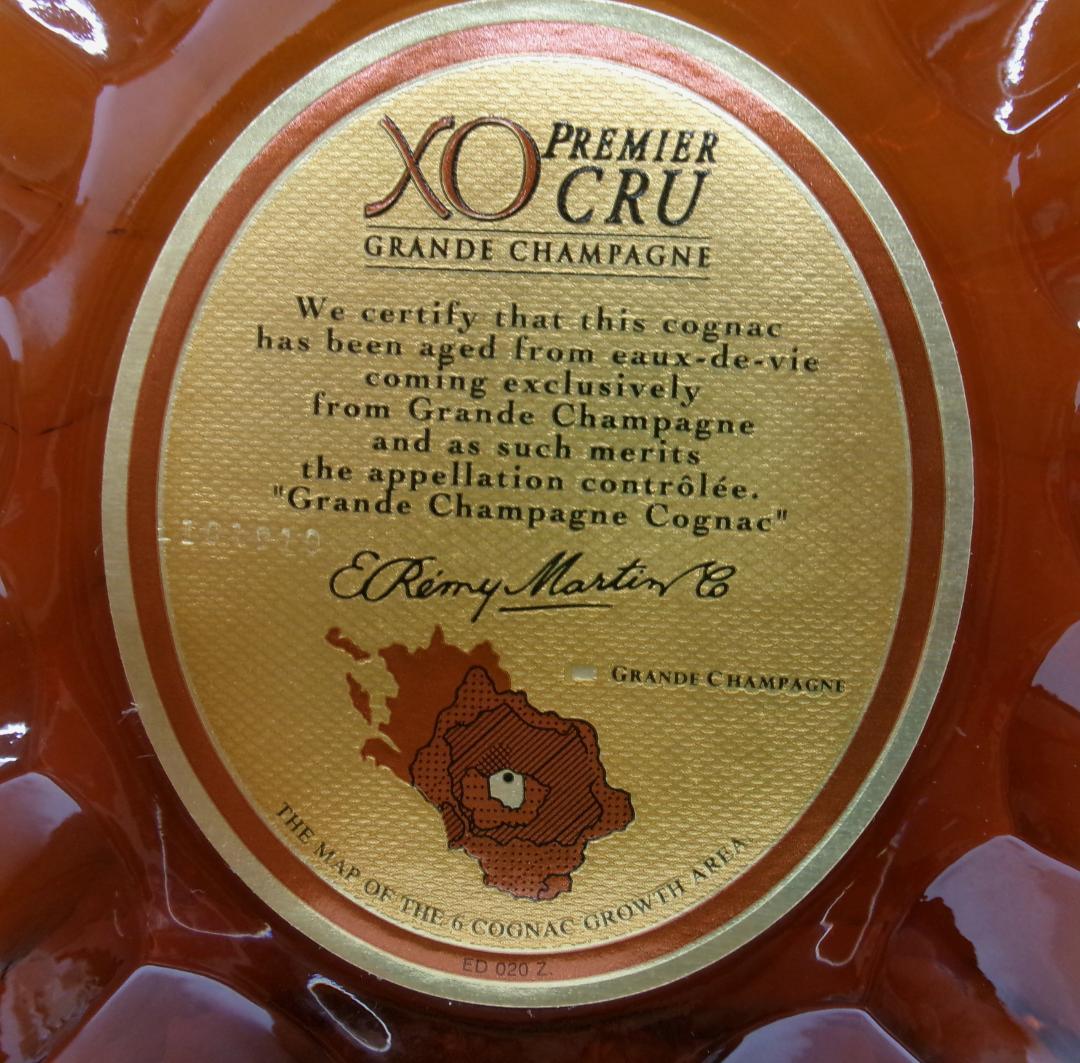 XO PREMIER
CRU
GRANDE CHAMPAGNE
We certify that this cognac
has been aged from eaux-de-vie
coming exclusively
from Grande Champagne
and as such merits
the appellation contrôlée.
"Grande Champagne Cognac"
E. Rémy Martin & Co
GRANDE CHAMPAGNE
THE MAP OF THE 6 COGNAC GROWTH AREA
ED 020 Z.